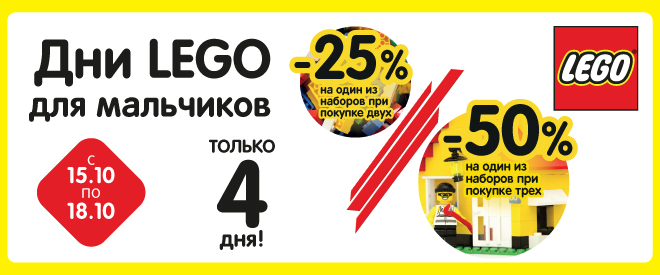 Дни LEGO
для мальчиков
с
15.10
по
18.10
только
4
дня!
-25%
на один из
наборов при
покупке двух
-50%
на один из
наборов при
покупке трех
LEGO